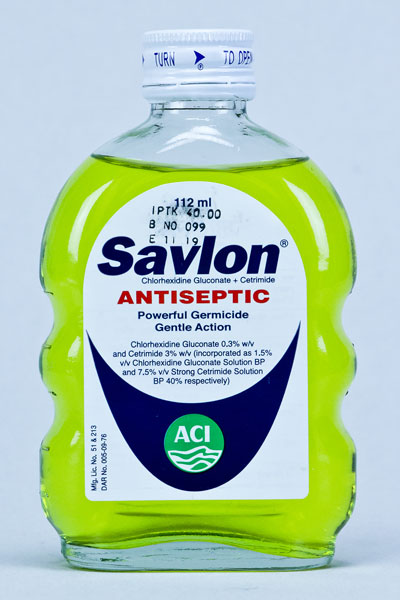 TURN TO OPEN
112 ml
IPTK 40.00
B NO 099
E 11 19
Savlon®
Chlorhexidine Gluconate + Cetrimide
ANTISEPTIC
Powerful Germicide
Gentle Action
Chlorhexidine Gluconate 0.3% w/v
and Cetrimide 3% w/v (incorporated as 1.5%
v/v Chlorhexidine Gluconate Solution BP
and 7.5% v/v Strong Cetrimide Solution
BP 40% respectively)
ACI
Mfg. Lic. No. 51 & 213
DAR No. 005-09-76